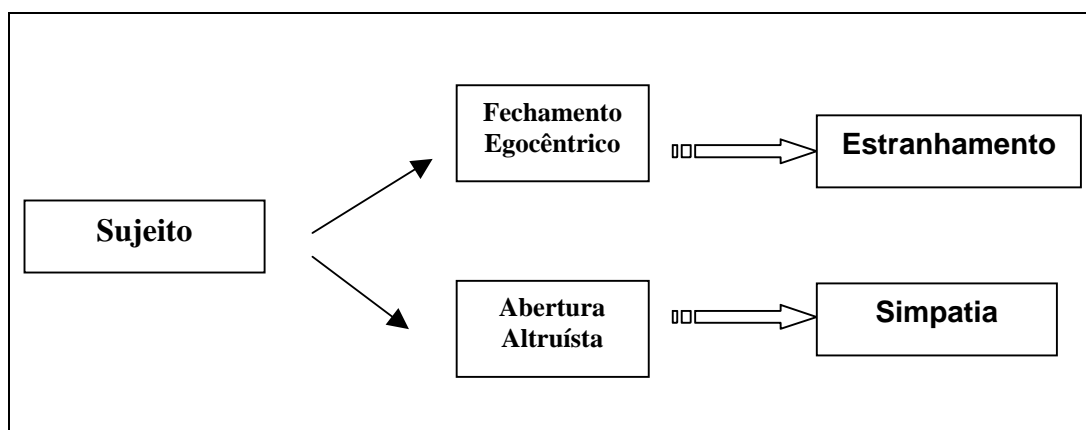 Fechamento
Egocêntrico
Estranhamento
Sujeito
Abertura
Altruísta
Simpatia